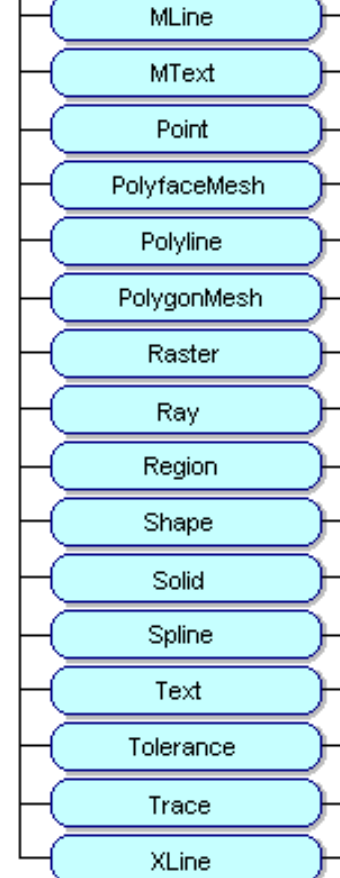 MLine
MText
Point
PolyfaceMesh
Polyline
PolygonMesh
Raster
Ray
Region
Shape
Solid
Spline
Text
Tolerance
Trace
XLine